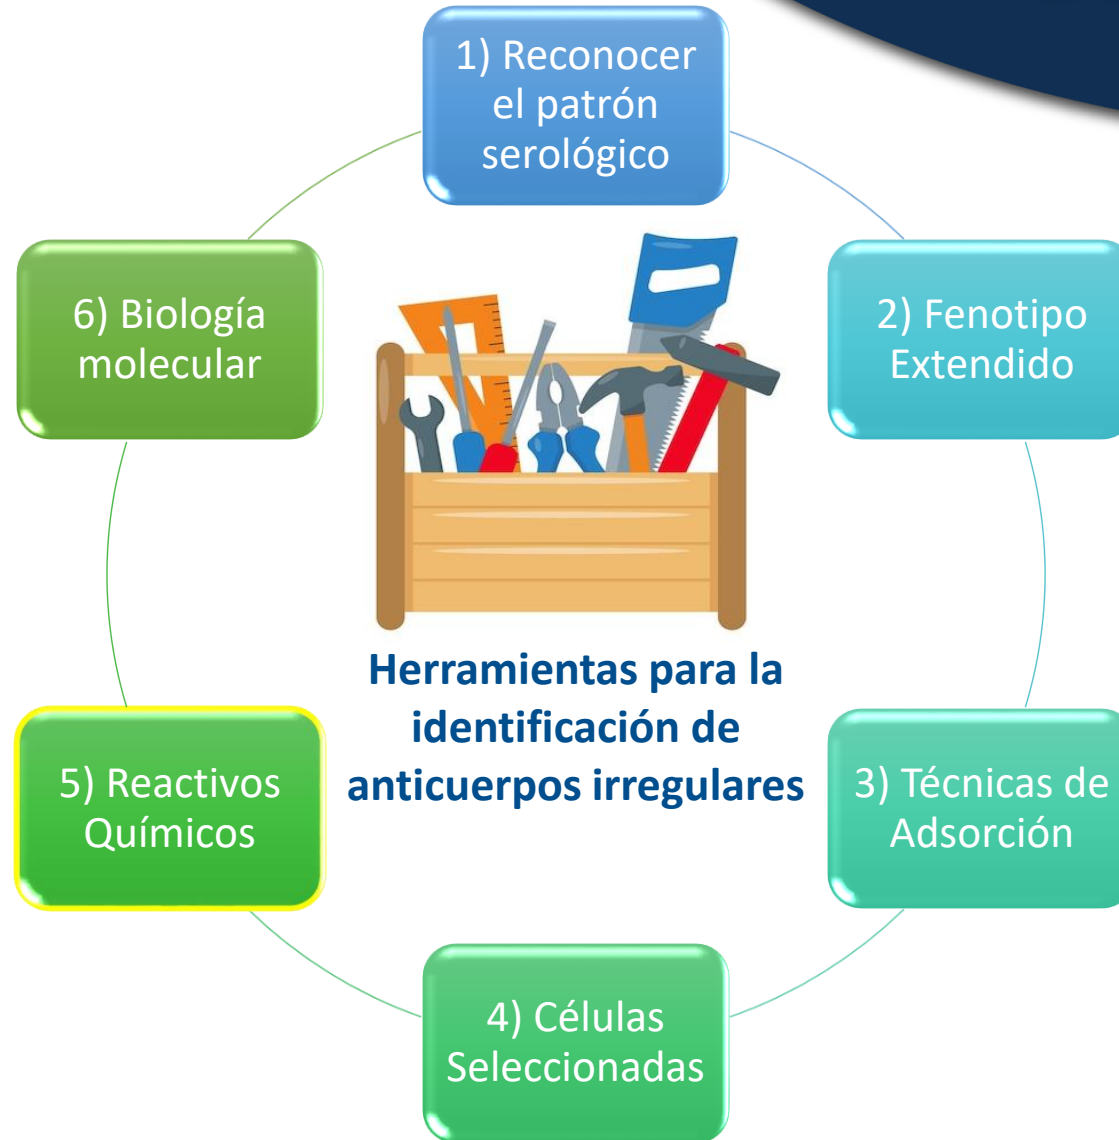 1) Reconocer
el patrón
serológico
2) Fenotipo
Extendido
3) Técnicas de
Adsorción
4) Células
Seleccionadas
5) Reactivos
Químicos
6) Biología
molecular
Herramientas para la
identificación de
anticuerpos irregulares